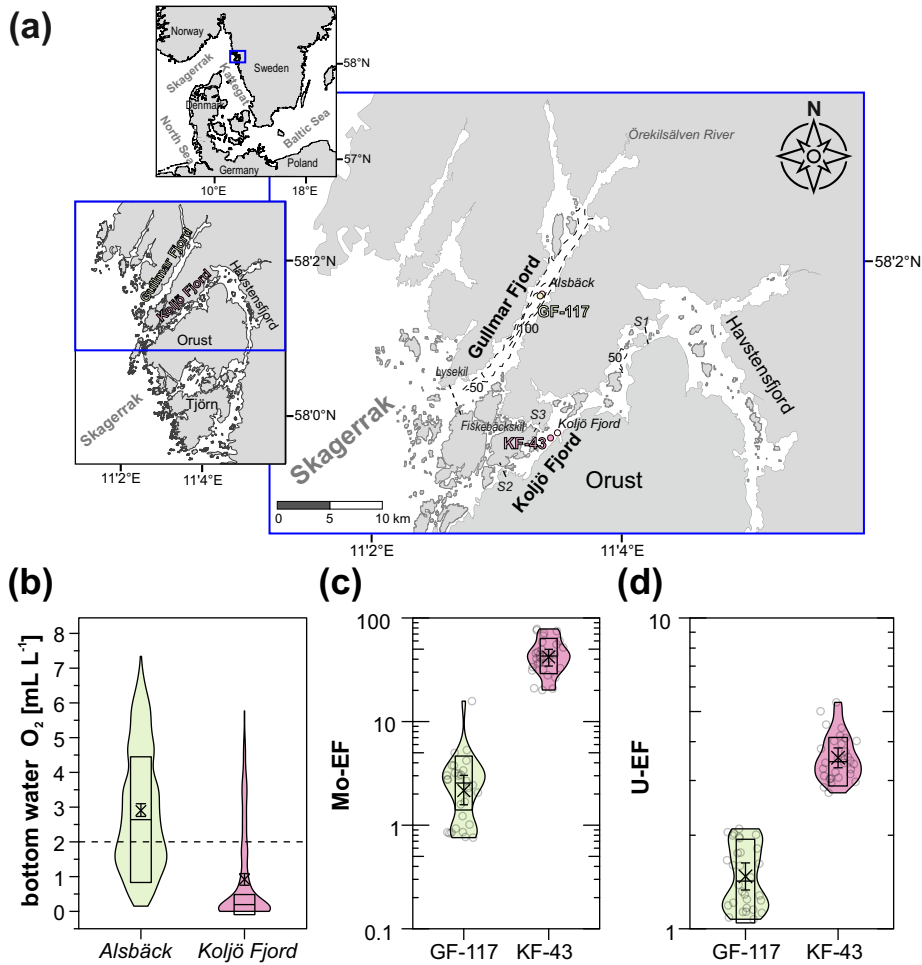 (a)
Norway
Skagerrak
Kattegat
Sweden
Denmark
North Sea
Baltic Sea
Germany
Poland
58°N
57°N
10°E
18°E
Gullmar Fjord
Koljö Fjord
Havstensfjord
Orust
Tjörn
Skagerrak
58'2°N
58'0°N
11'2°E
11'4°E
N
Örekilsälven River
Gullmar Fjord
Alsbäck
GF-117
100
S1
50
Havstensfjord
Lysekil
50
Fiskebäckskil
S3
Koljö Fjord
KF-43
Koljö Fjord
S2
Skagerrak
Orust
0 5 10 km
11'2°E
11'4°E
58'2°N
(b)
bottom water O₂ [mL L⁻¹]
8
7
6
5
4
3
2
1
0
Alsbäck Koljö Fjord
(c)
Mo-EF
100
10
1
0.1
GF-117 KF-43
(d)
U-EF
10
1
GF-117 KF-43